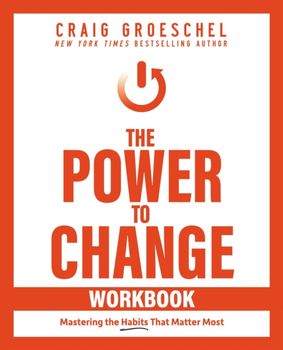 CRAIG GROESCHEL
NEW YORK TIMES BESTSELLING AUTHOR
THE
POWER
TO
CHANGE
WORKBOOK
Mastering the Habits That Matter Most